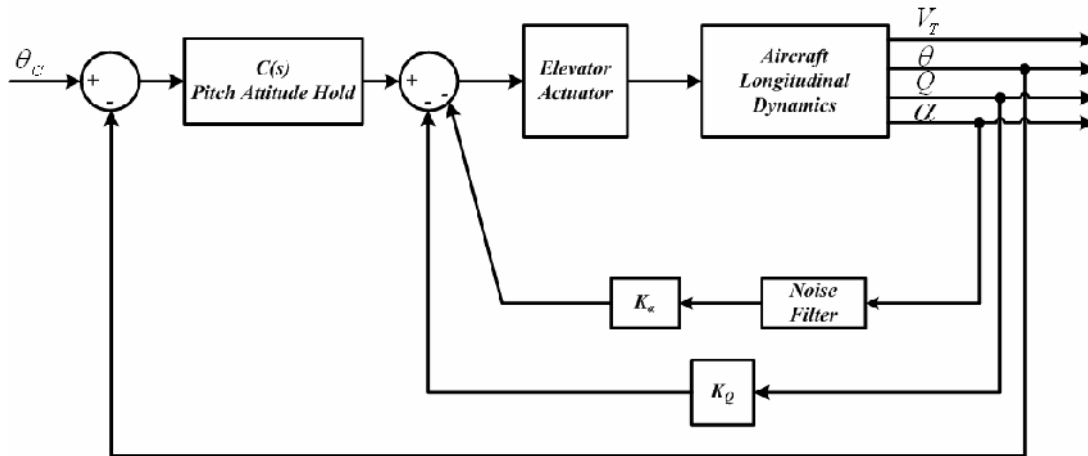 V_T
θ
Q
α
θ_c
+
-
C(s)
Pitch Attitude Hold
+
-
-
Elevator
Actuator
Aircraft
Longitudinal
Dynamics
K_α
Noise
Filter
K_Q